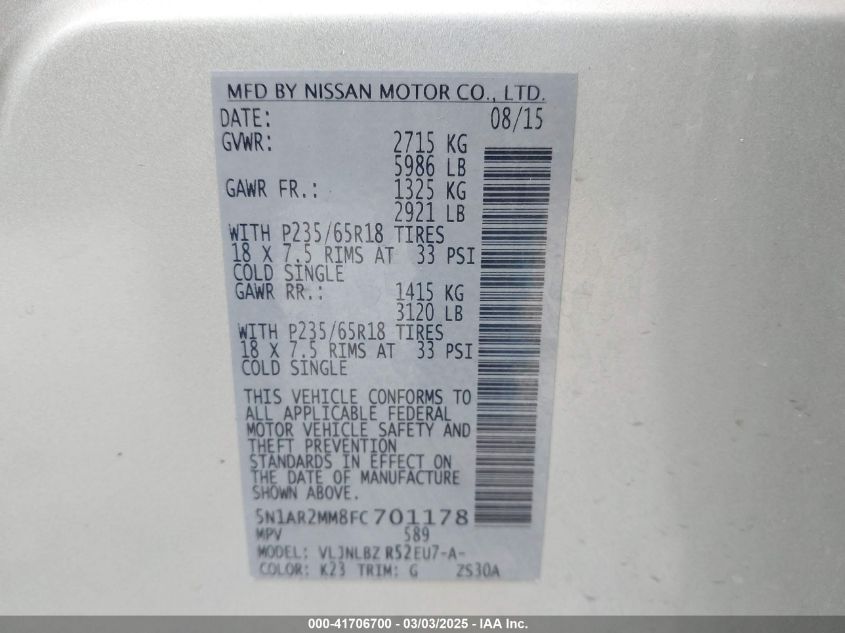 MFD BY NISSAN MOTOR CO., LTD.
DATE: 08/15
GVWR: 2715 KG
5986 LB
GAWR FR.: 1325 KG
2921 LB
WITH P235/65R18 TIRES
18 X 7.5 RIMS AT 33 PSI
COLD SINGLE
GAWR RR.: 1415 KG
3120 LB
WITH P235/65R18 TIRES
18 X 7.5 RIMS AT 33 PSI
COLD SINGLE
THIS VEHICLE CONFORMS TO
ALL APPLICABLE FEDERAL
MOTOR VEHICLE SAFETY AND
THEFT PREVENTION
STANDARDS IN EFFECT ON
THE DATE OF MANUFACTURE
SHOWN ABOVE.
5N1AR2MM8FC701178
MPV 589
MODEL: VLJNLBZ R52EU7-A-
COLOR: K23 TRIM: G ZS30A
000-41706700 - 03/03/2025 - IAA Inc.